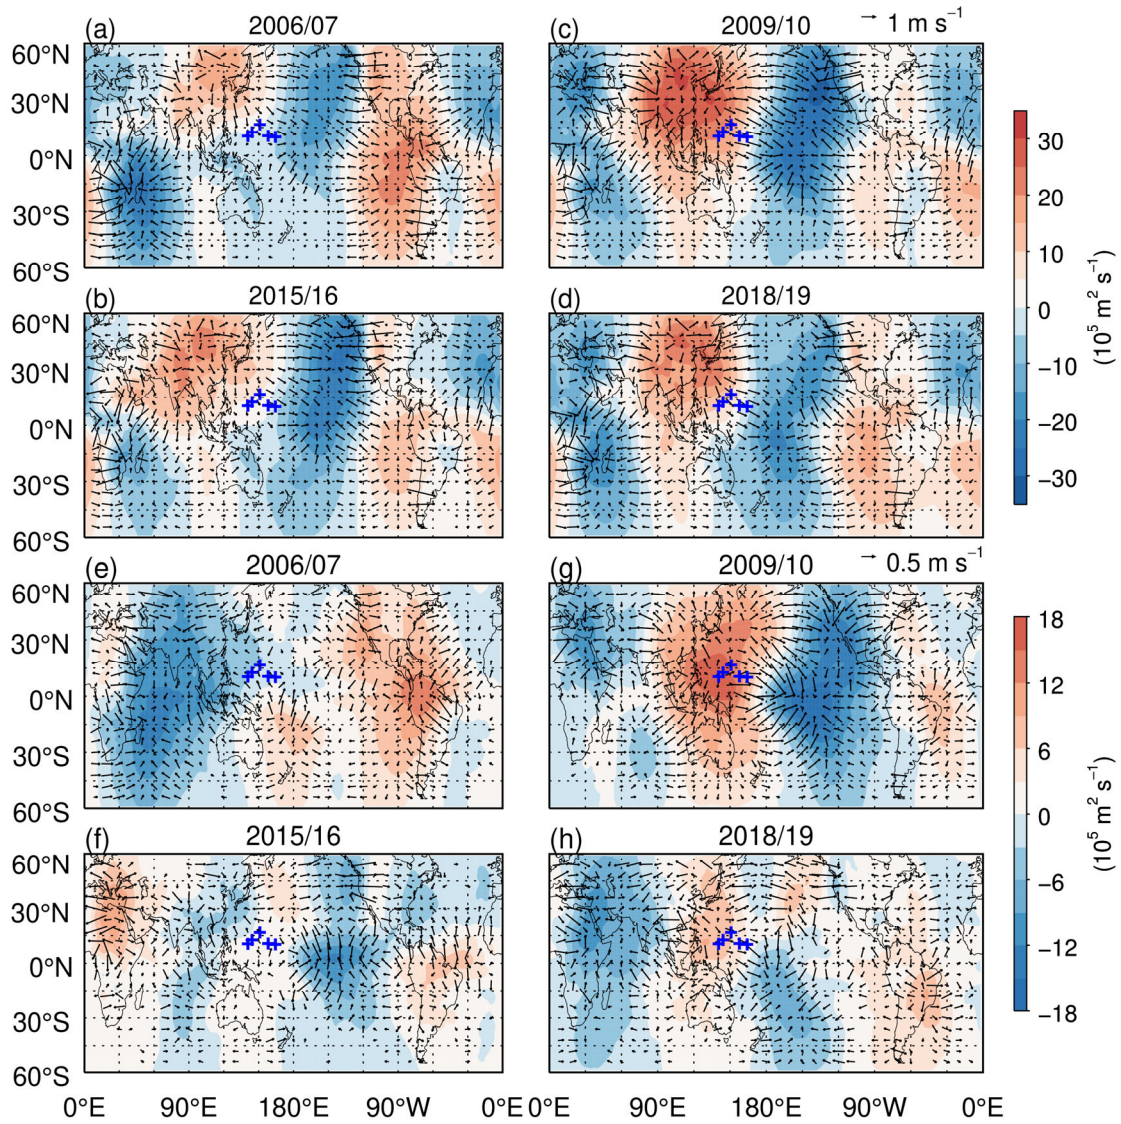 (a) 2006/07
(c) 2009/10 1 m s⁻¹
60°N
30°N
0°N
30°S
60°S
(b) 2015/16
(d) 2018/19
60°N
30°N
0°N
30°S
60°S
30
20
10
0
−10
−20
−30
(10⁵ m² s⁻¹)
(e) 2006/07
(g) 2009/10 0.5 m s⁻¹
60°N
30°N
0°N
30°S
60°S
(f) 2015/16
(h) 2018/19
60°N
30°N
0°N
30°S
60°S
18
12
6
0
−6
−12
−18
(10⁵ m² s⁻¹)
0°E 90°E 180°E 90°W 0°E 0°E 90°E 180°E 90°W 0°E